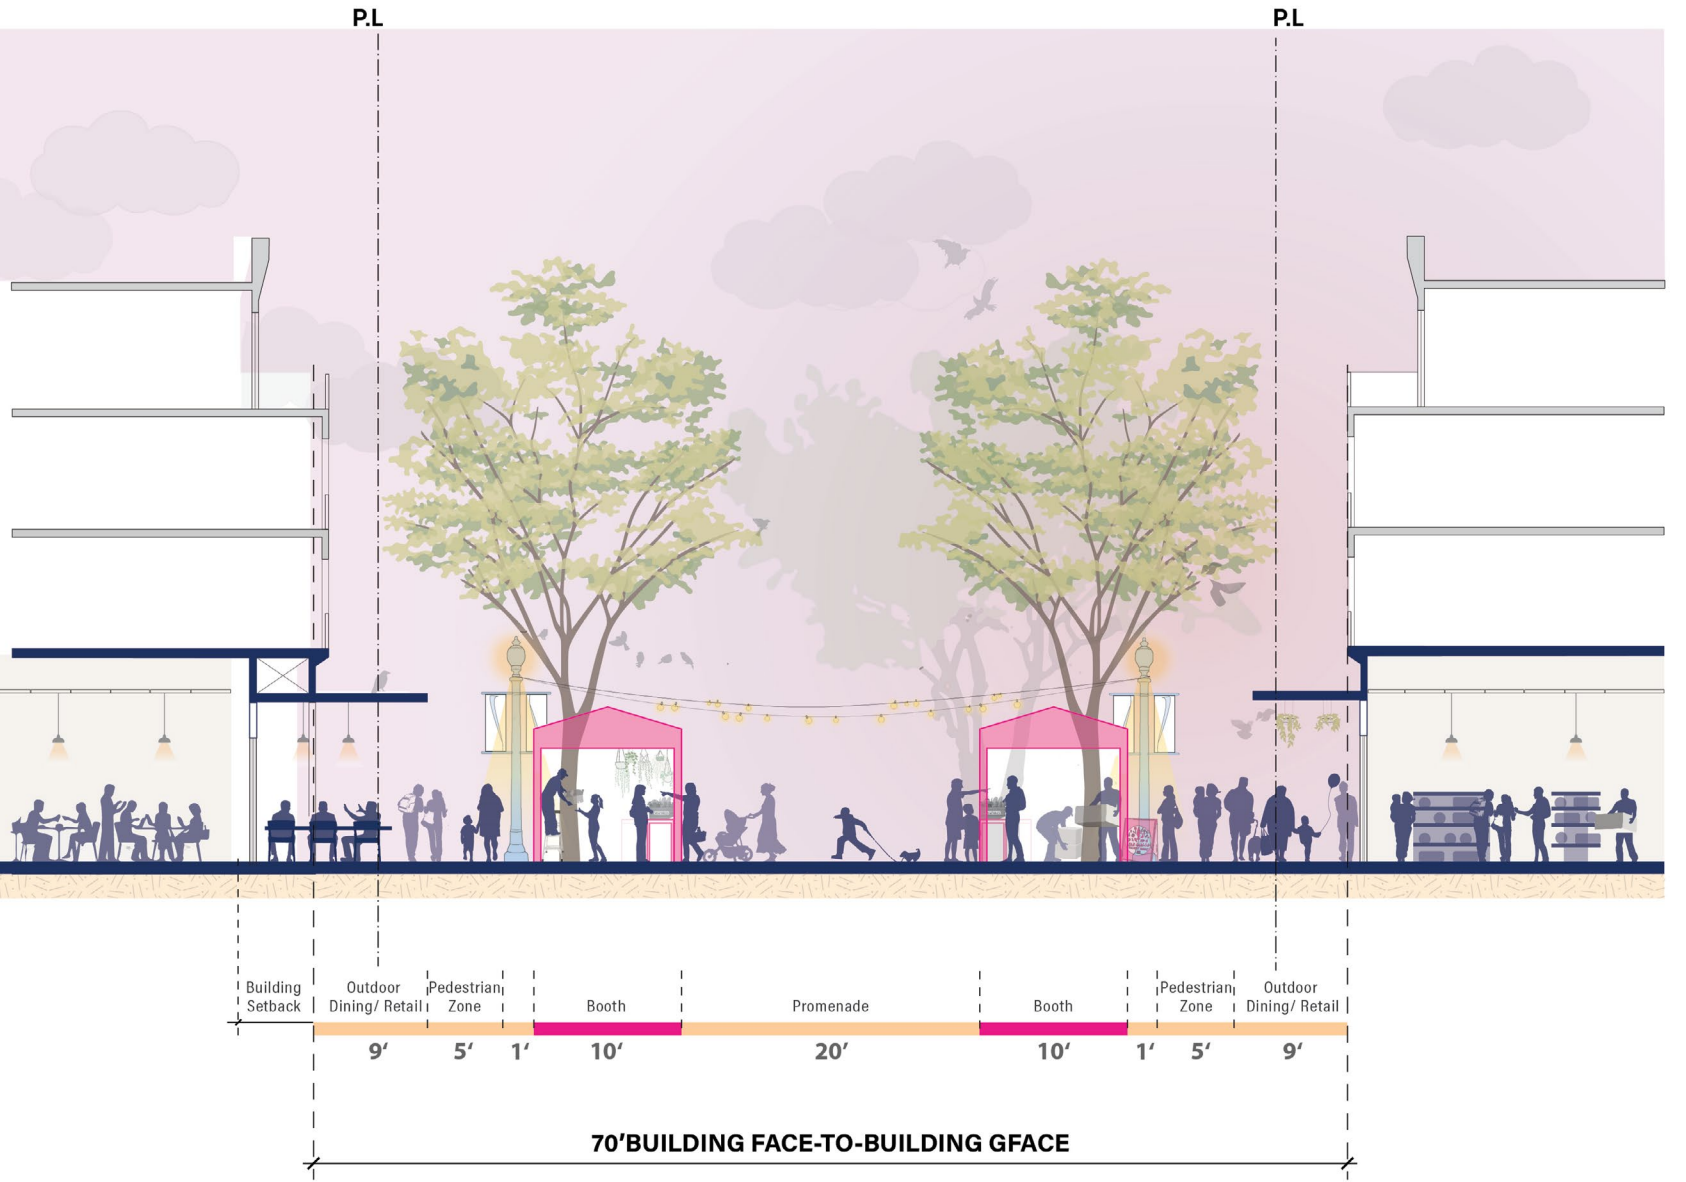 P.L
P.L
Building
Setback
Outdoor
Dining/ Retail
Pedestrian
Zone
Booth
Promenade
Booth
Pedestrian
Zone
Outdoor
Dining/ Retail
9‘
5‘
1‘
10‘
20’
10‘
1‘
5‘
9‘
70’BUILDING FACE-TO-BUILDING GFACE